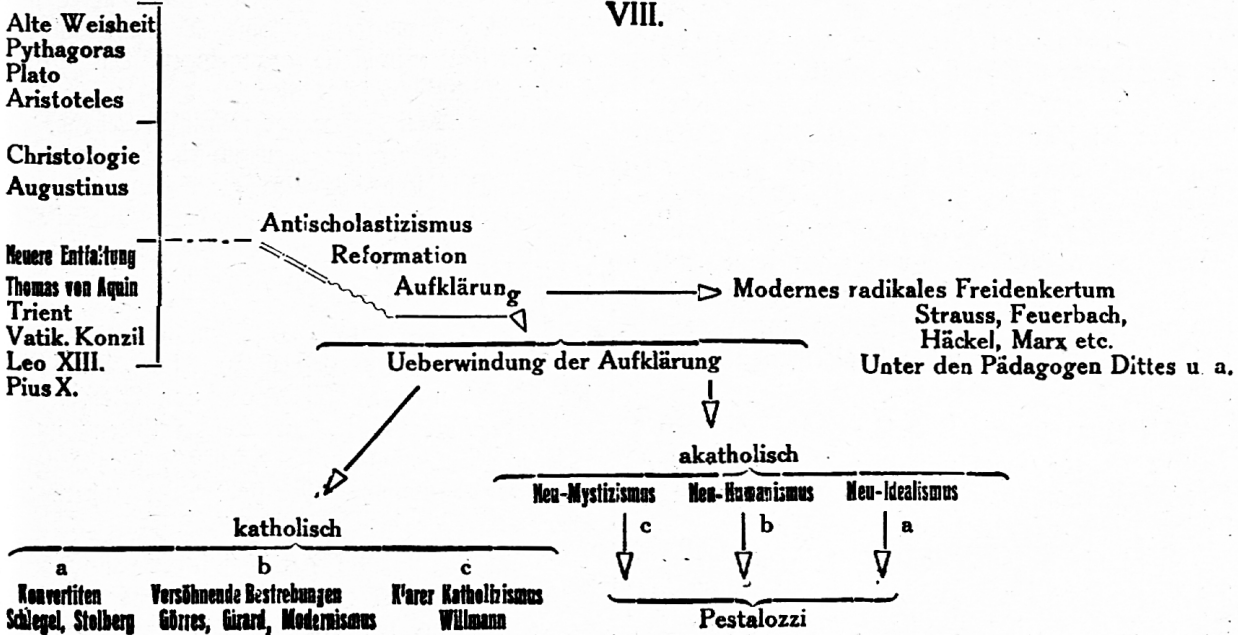 VIII.
Alte Weisheit
Pythagoras
Plato
Aristoteles
Christologie
Augustinus
Neuere Entfaltung
Thomas von Aquin
Trient
Vatik. Konzil
Leo XIII.
Pius X.
Antischolastizismus
Reformation
Aufklärung
Modernes radikales Freidenkertum
Strauss, Feuerbach,
Häckel, Marx etc.
Unter den Pädagogen Dittes u. a.
Ueberwindung der Aufklärung
akatholisch
Neu-Mystizismus Neu-Humanismus Neu-Idealismus
c b a
Pestalozzi
katholisch
a b c
Konvertiten Versöhnende Bestrebungen Klarer Katholizismus
Schlegel, Stolberg Görres, Girard, Modernismus Willmann